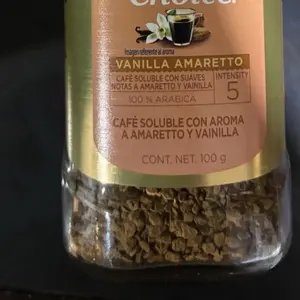 Imagen referente al aroma
VANILLA AMARETTO
CAFÉ SOLUBLE CON SUAVES
NOTAS A AMARETTO Y VAINILLA
INTENSITY
5
100 % ARABICA
CAFÉ SOLUBLE CON AROMA
A AMARETTO Y VAINILLA
CONT. NET. 100 g